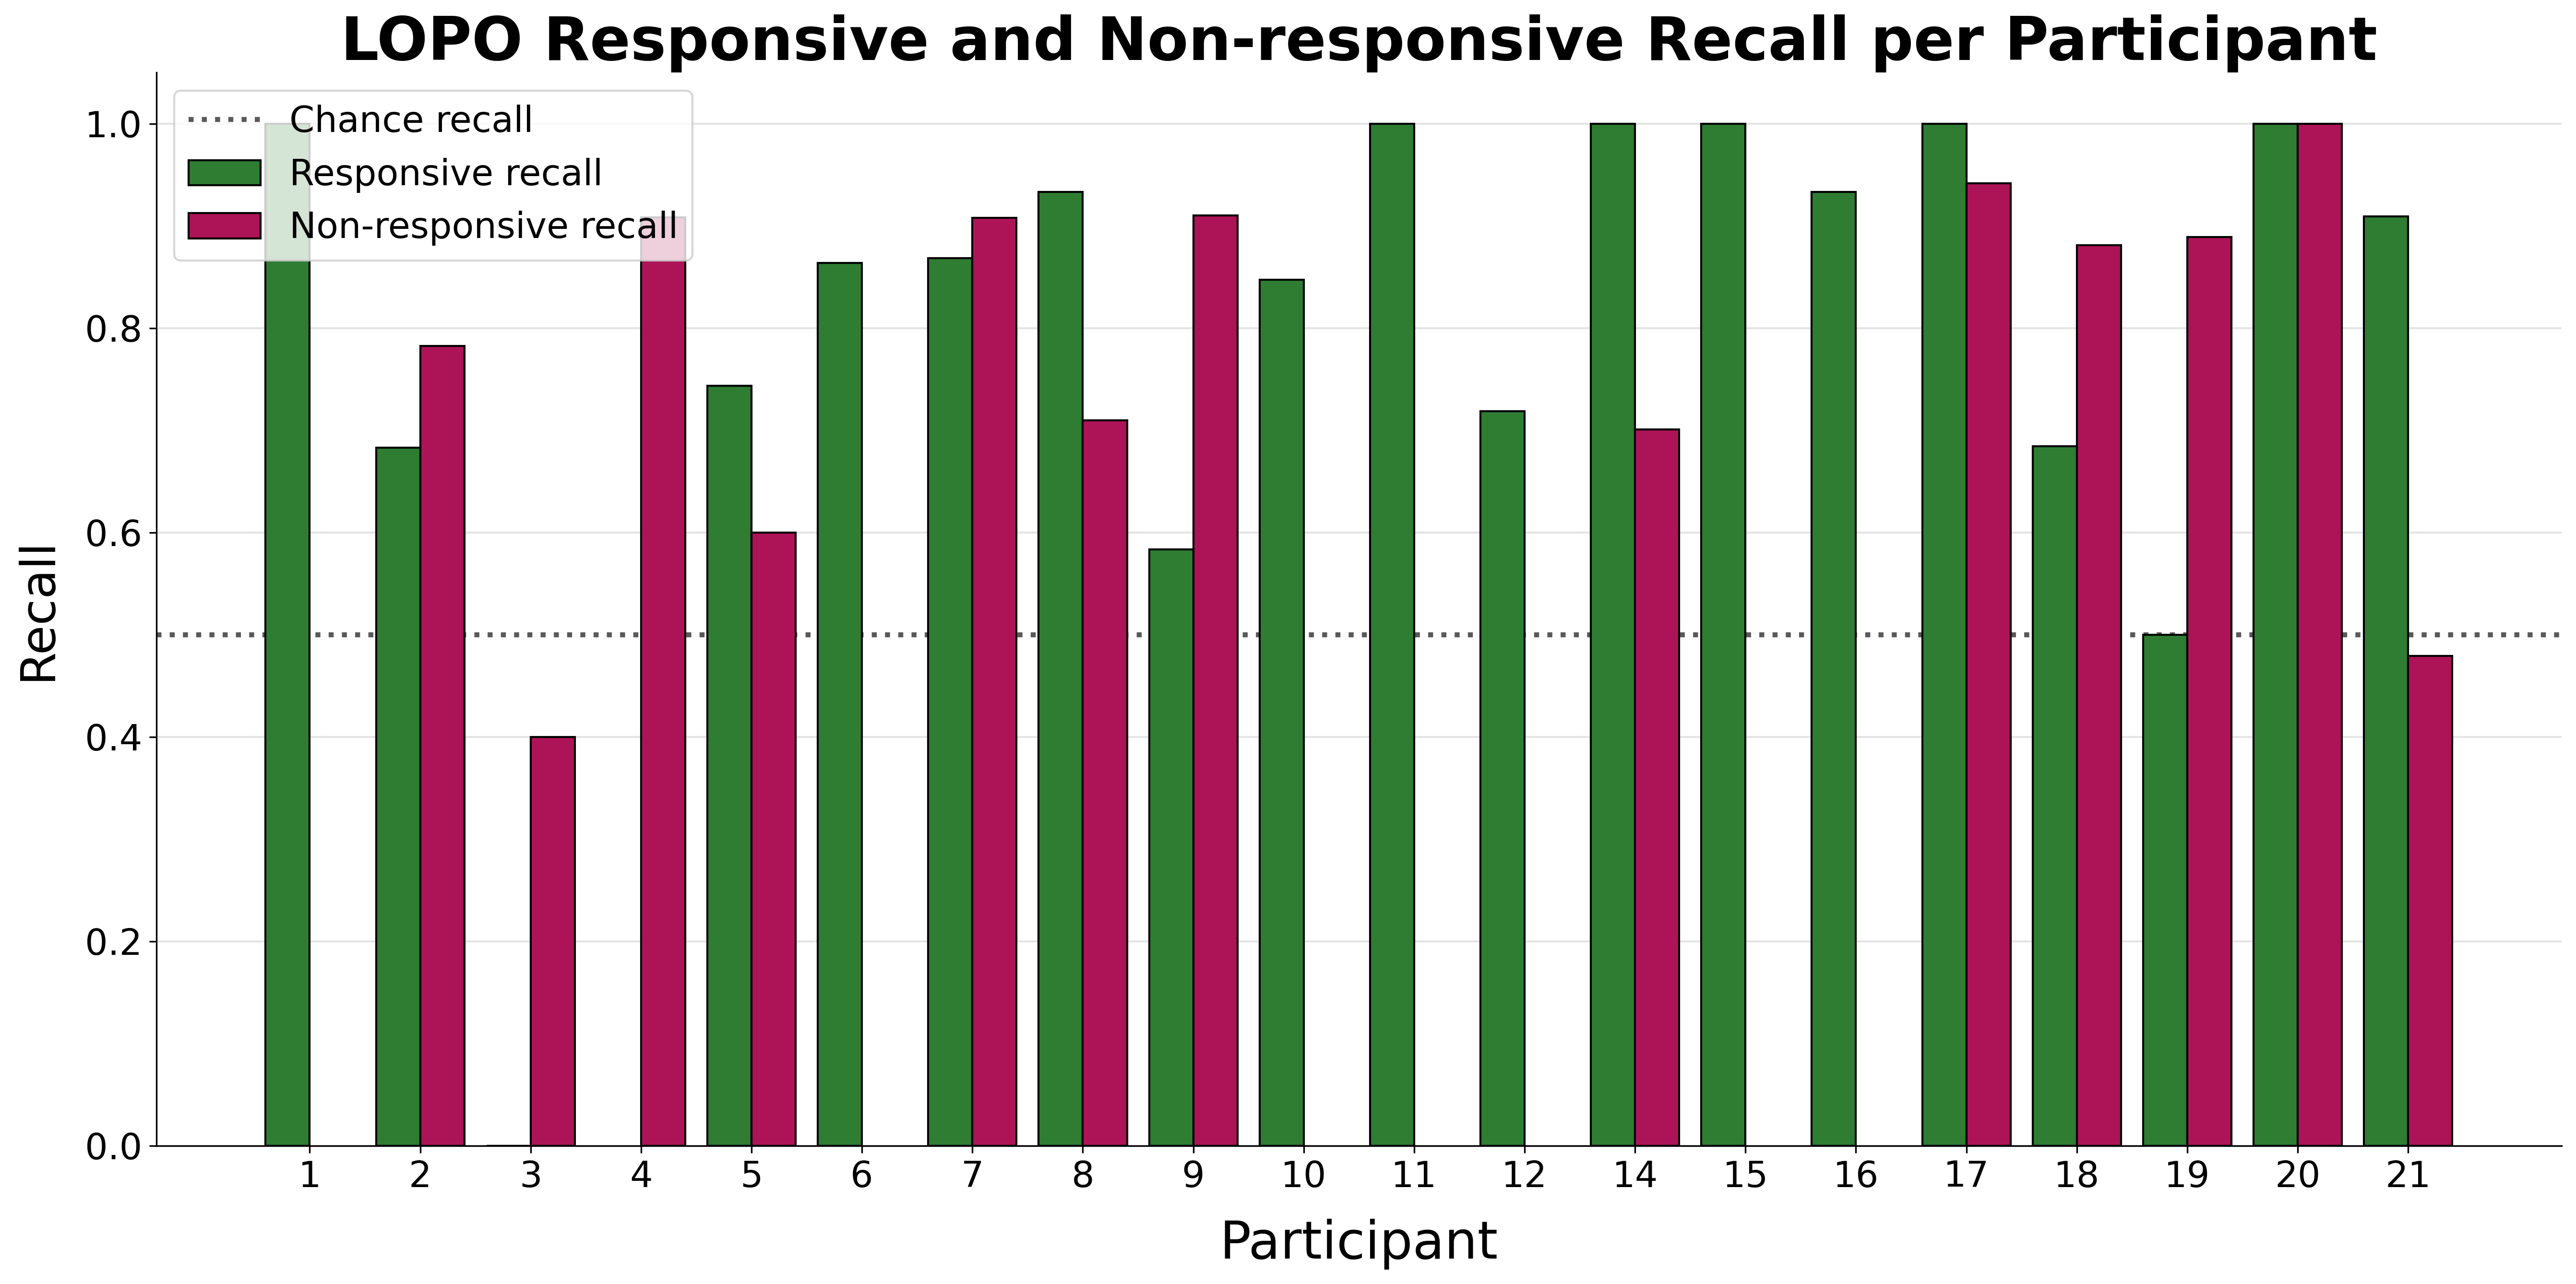 LOPO Responsive and Non-responsive Recall per Participant
Chance recall
Responsive recall
Non-responsive recall
Recall
1.0
0.8
0.6
0.4
0.2
0.0
1 2 3 4 5 6 7 8 9 10 11 12 14 15 16 17 18 19 20 21
Participant